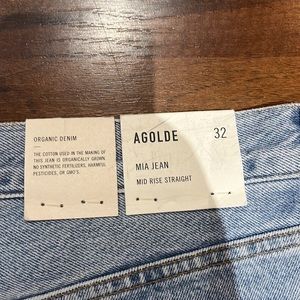 ORGANIC DENIM
THE COTTON USED IN THE MAKING OF
THIS JEAN IS ORGANICALLY GROWN
NO SYNTHETIC FERTILIZERS, HARMFUL
PESTICIDES, OR GMO'S.
AGOLDE 32
MIA JEAN
MID RISE STRAIGHT